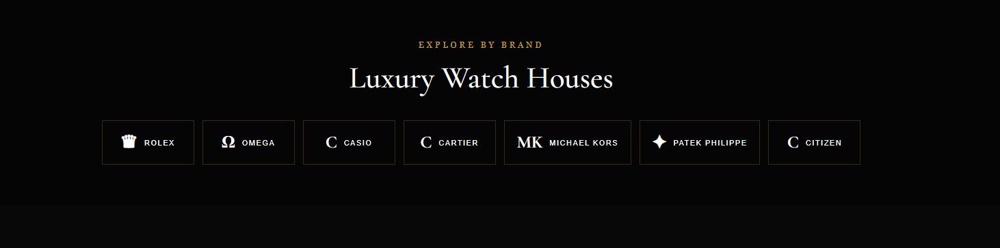 EXPLORE BY BRAND
Luxury Watch Houses
♛ ROLEX Ω OMEGA C CASIO C CARTIER MK MICHAEL KORS ✦ PATEK PHILIPPE C CITIZEN